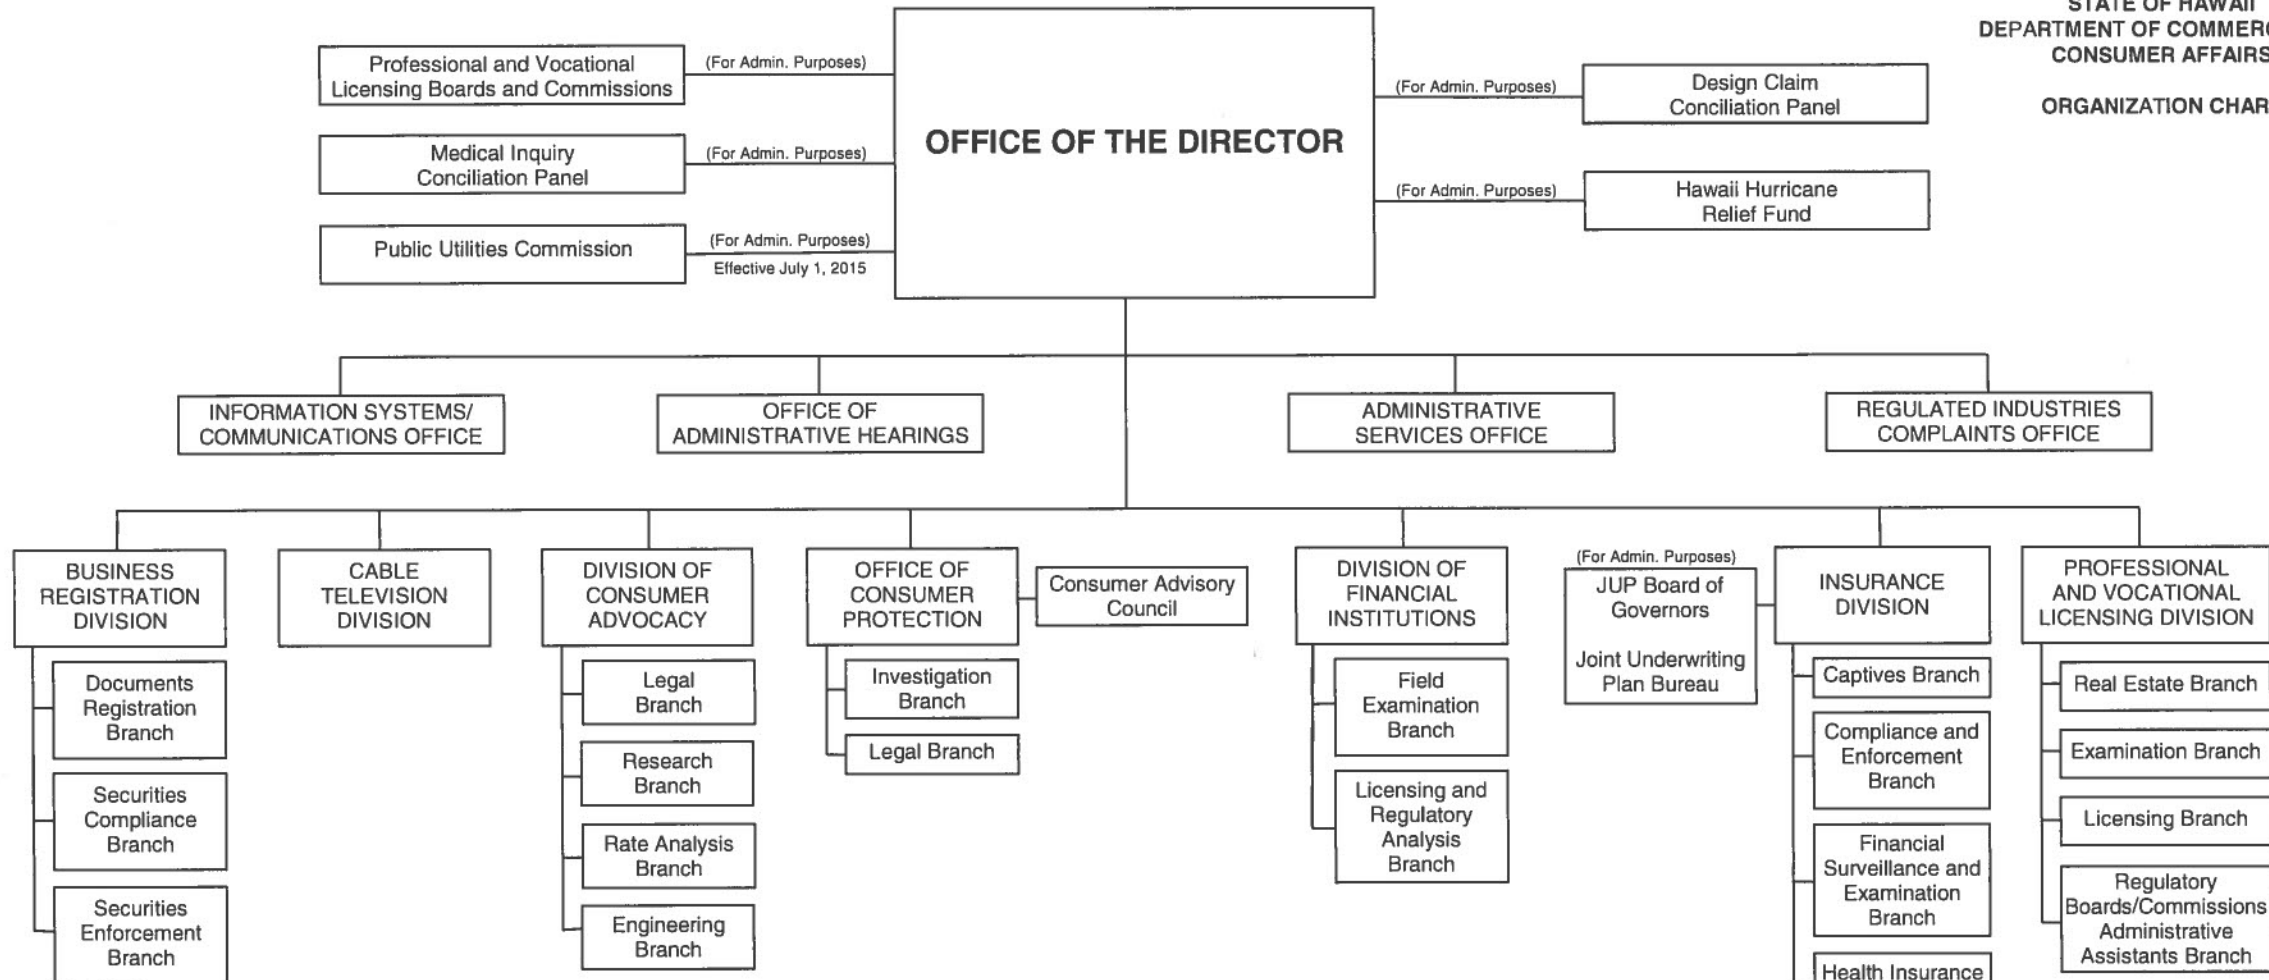 STATE OF HAWAII
DEPARTMENT OF
CONSUMER AFFAIRS
ORGANIZATION
Professional and Vocational
Licensing Boards and Commissions
(For Admin. Purposes)
Medical Inquiry
Conciliation Panel
(For Admin. Purposes)
Public Utilities Commission
(For Admin. Purposes)
Effective July 1, 2015
OFFICE OF THE DIRECTOR
(For Admin. Purposes)
Design Claim
Conciliation Panel
(For Admin. Purposes)
Hawaii Hurricane
Relief Fund
INFORMATION SYSTEMS/
COMMUNICATIONS OFFICE
OFFICE OF
ADMINISTRATIVE HEARINGS
ADMINISTRATIVE
SERVICES OFFICE
REGULATED INDUSTRIES
COMPLAINTS OFFICE
BUSINESS
REGISTRATION
DIVISION
Documents
Registration
Branch
Securities
Compliance
Branch
Securities
Enforcement
Branch
CABLE
TELEVISION
DIVISION
DIVISION OF
CONSUMER
ADVOCACY
Legal
Branch
Research
Branch
Rate Analysis
Branch
Engineering
Branch
OFFICE OF
CONSUMER
PROTECTION
Consumer Advisory
Council
Investigation
Branch
Legal Branch
DIVISION OF
FINANCIAL
INSTITUTIONS
Field
Examination
Branch
Licensing and
Regulatory
Analysis
Branch
(For Admin. Purposes)
JUP Board of
Governors
Joint Underwriting
Plan Bureau
INSURANCE
DIVISION
Captives Branch
Compliance and
Enforcement
Branch
Financial
Surveillance and
Examination
Branch
Health Insurance
PROFESSIONAL
AND VOCATIONAL
LICENSING DIVISION
Real Estate Branch
Examination Branch
Licensing Branch
Regulatory
Boards/Commissions
Administrative
Assistants Branch